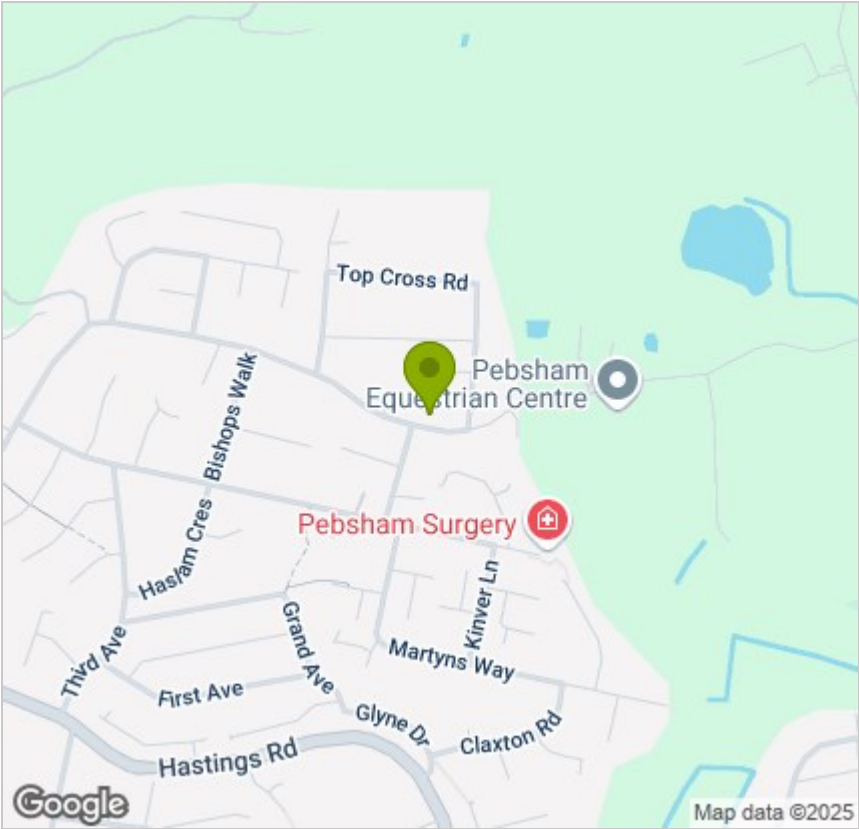 Top Cross Rd
Bishops Walk
Pebsham
Equestrian Centre
Pebsham Surgery
Haslam Cres
Kinver Ln
Grand Ave
Third Ave
Martyns Way
First Ave
Glyne Dr
Claxton Rd
Hastings Rd
Google
Map data ©2025